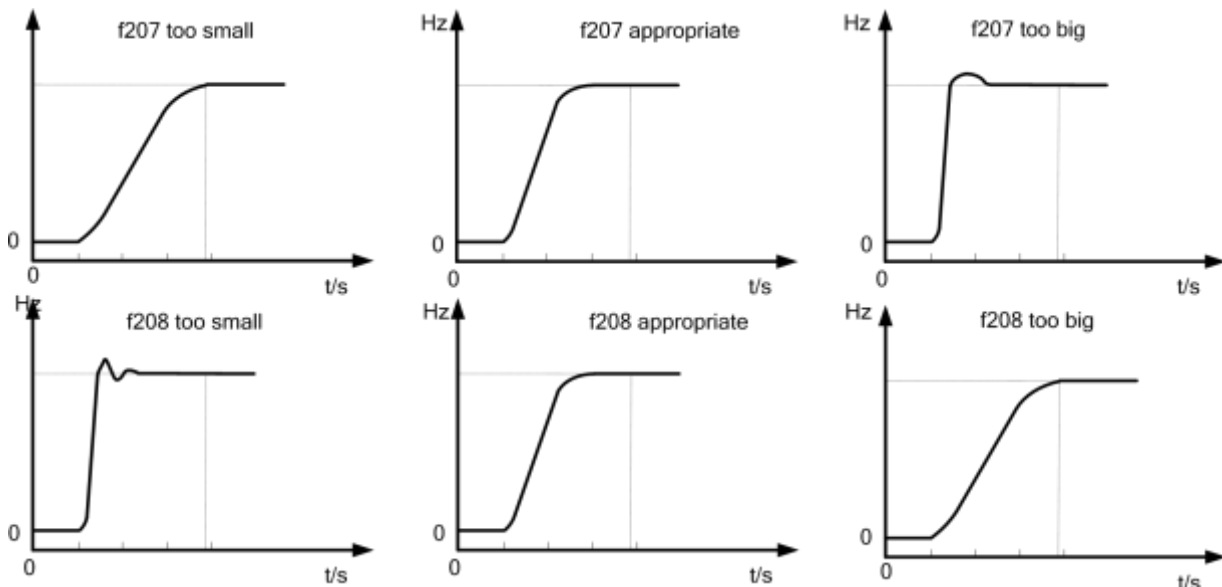 f207 too small
0
0
t/s
Hz
f207 appropriate
0
0
t/s
Hz
f207 too big
0
0
t/s
Hz
f208 too small
0
0
t/s
Hz
f208 appropriate
0
0
t/s
Hz
f208 too big
0
0
t/s